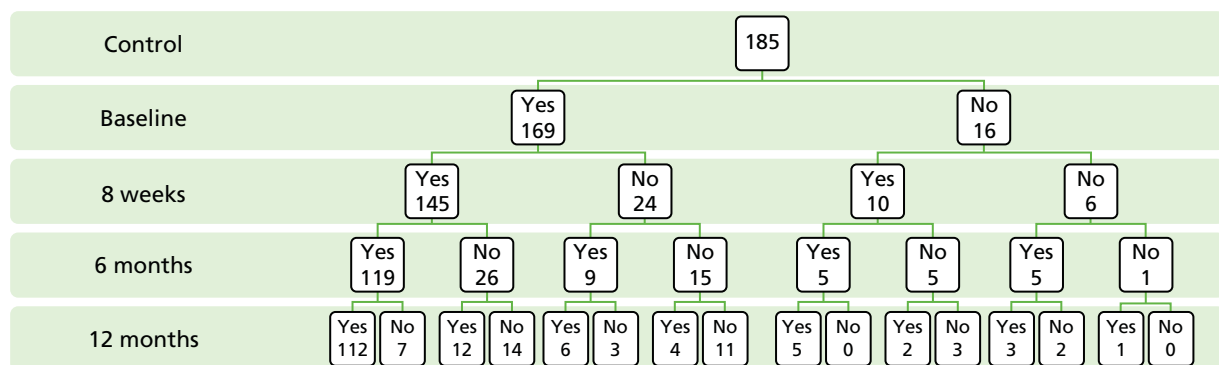 Control
185
Baseline
Yes
169
No
16
8 weeks
Yes
145
No
24
Yes
10
No
6
6 months
Yes
119
No
26
Yes
9
No
15
Yes
5
No
5
Yes
5
No
1
12 months
Yes
112
No
7
Yes
12
No
14
Yes
6
No
3
Yes
4
No
11
Yes
5
No
0
Yes
2
No
3
Yes
3
No
2
Yes
1
No
0